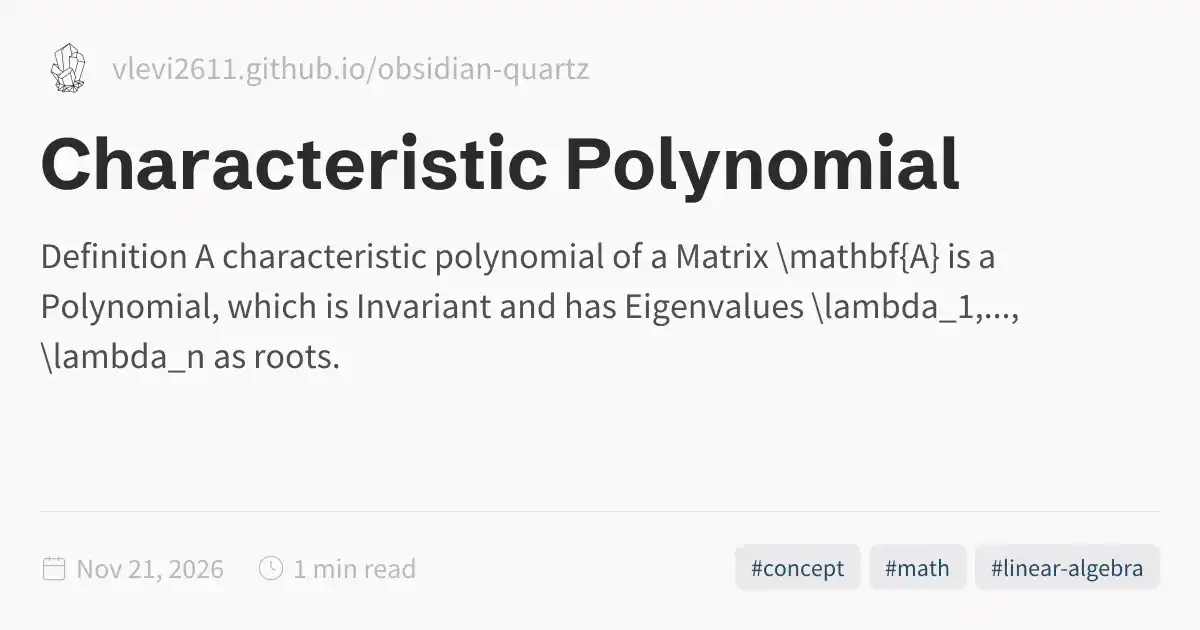 vlevi2611.github.io/obsidian-quartz
Characteristic Polynomial
Definition A characteristic polynomial of a Matrix \mathbf{A} is a
Polynomial, which is Invariant and has Eigenvalues \lambda_1,...,
\lambda_n as roots.
Nov 21, 2026 1 min read #concept #math #linear-algebra